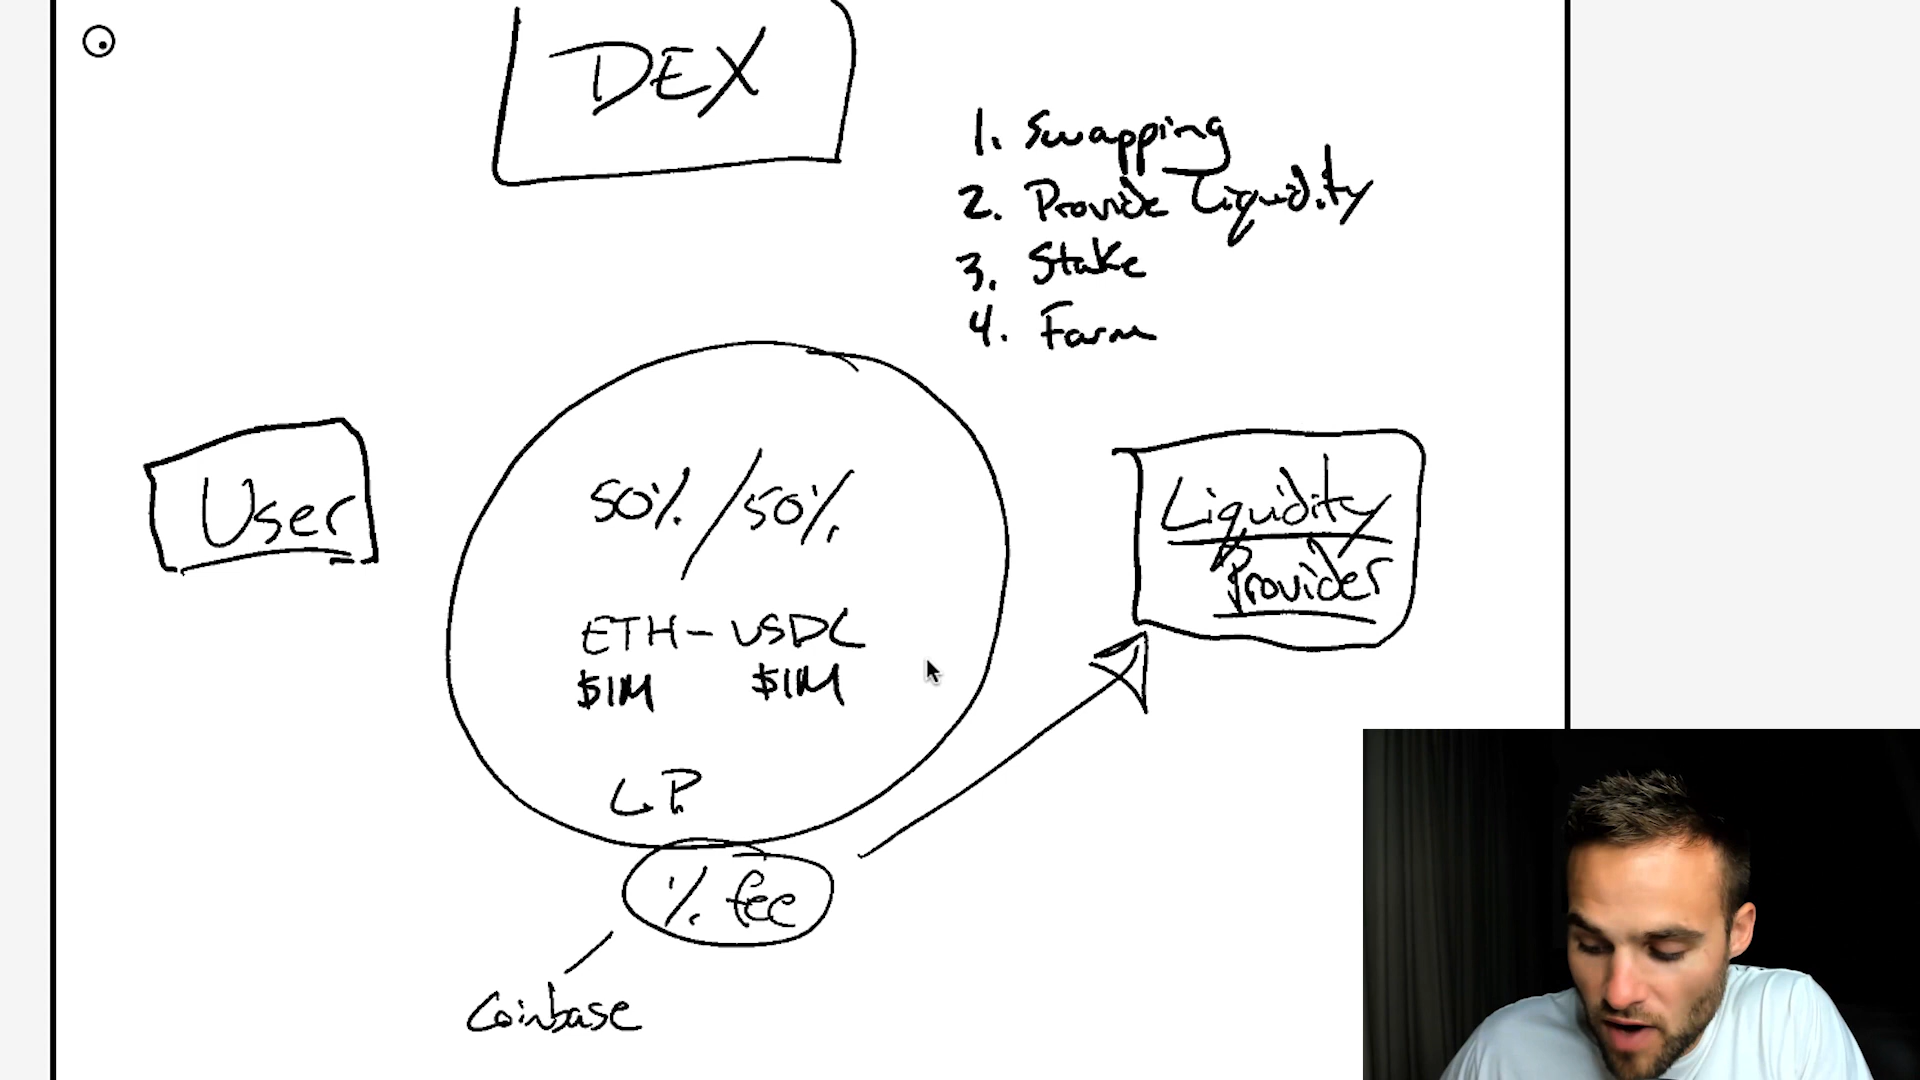 DEX
1. Swapping
2. Provide Liquidity
3. Stake
4. Farm
User
50% / 50%
ETH - USDC
$1M $1M
LP
Liquidity
Provider
% fee
Coinbase